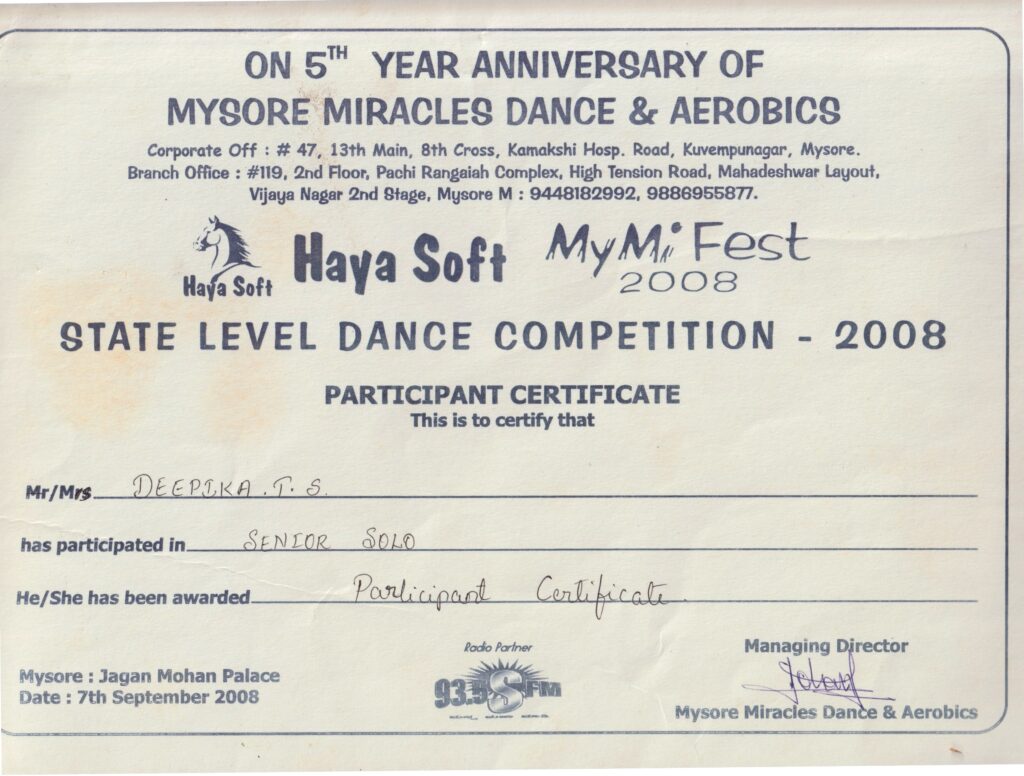 ON 5TH YEAR ANNIVERSARY OF
MYSORE MIRACLES DANCE & AEROBICS
Corporate Off : # 47, 13th Main, 8th Cross, Kamakshi Hosp. Road, Kuvempunagar, Mysore.
Branch Office : #119, 2nd Floor, Pachi Rangaiah Complex, High Tension Road, Mahadeshwar Layout,
Vijaya Nagar 2nd Stage, Mysore M : 9448182992, 9886955877.
Haya Soft
Haya Soft
MyMi Fest
2008
STATE LEVEL DANCE COMPETITION - 2008
PARTICIPANT CERTIFICATE
This is to certify that
Mr/Mrs DEEPIKA . T. S.
has participated in SENIOR SOLO
He/She has been awarded Participant Certificate.
Mysore : Jagan Mohan Palace
Date : 7th September 2008
Radio Partner
93.5 S FM
Managing Director
Mysore Miracles Dance & Aerobics